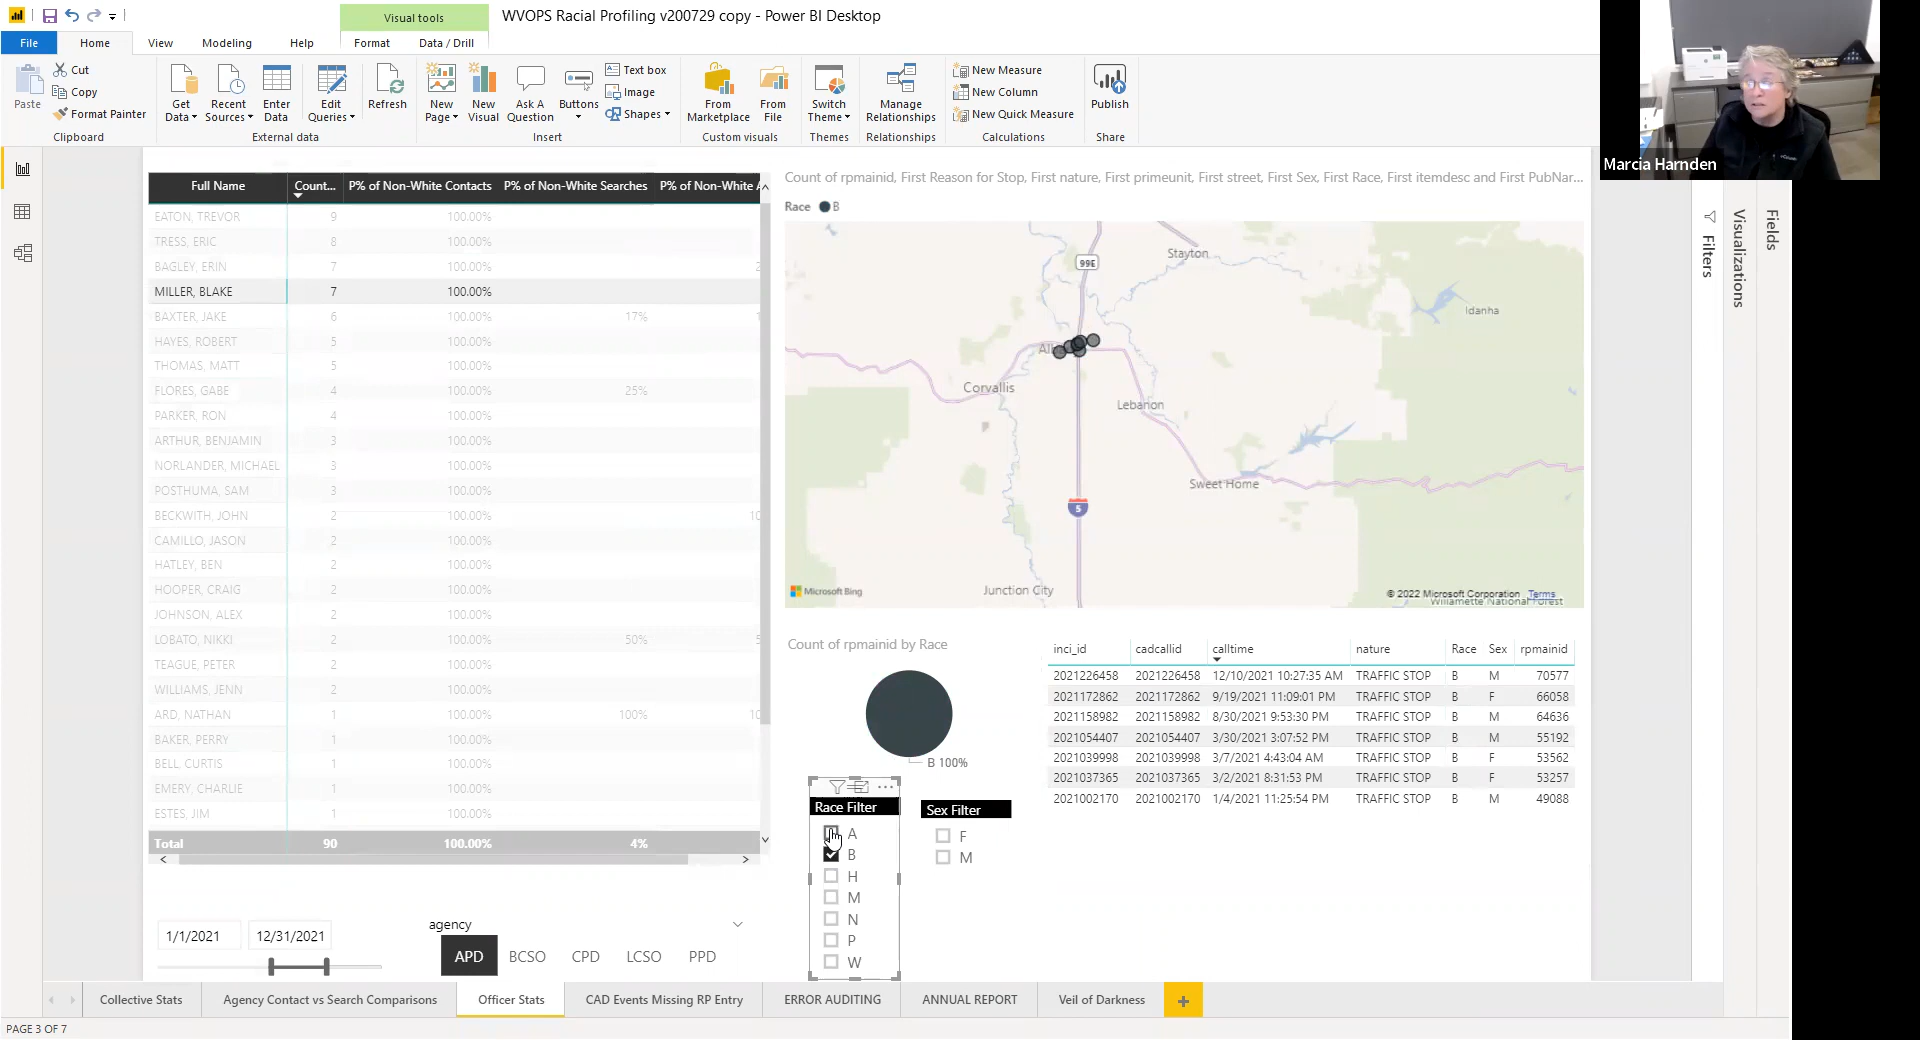 WVOPS Racial Profiling v200729 copy - Power BI Desktop
Visual tools
File Home View Modeling Help Format Data / Drill
Paste
Cut
Copy
Format Painter
Clipboard
Get Data
Recent Sources
Enter Data
Edit Queries
Refresh
External data
New Page
New Visual
Ask A Question
Buttons
Text box
Image
Shapes
Insert
From Marketplace
From File
Custom visuals
Switch Theme
Themes
Manage Relationships
Relationships
New Measure
New Column
New Quick Measure
Calculations
Publish
Share
Marcia Harnden
Filters
Visualizations
Fields
Full Name Count... P% of Non-White Contacts P% of Non-White Searches P% of Non-White A
EATON, TREVOR 9 100.00%
TRESS, ERIC 8 100.00%
BAGLEY, ERIN 7 100.00% 2
MILLER, BLAKE 7 100.00%
BAXTER, JAKE 6 100.00% 17% 1
HAYES, ROBERT 5 100.00%
THOMAS, MATT 5 100.00%
FLORES, GABE 4 100.00% 25%
PARKER, RON 4 100.00%
ARTHUR, BENJAMIN 3 100.00%
NORLANDER, MICHAEL 3 100.00%
POSTHUMA, SAM 3 100.00%
BECKWITH, JOHN 2 100.00% 10
CAMILLO, JASON 2 100.00%
HATLEY, BEN 2 100.00%
HOOPER, CRAIG 2 100.00%
JOHNSON, ALEX 2 100.00%
LOBATO, NIKKI 2 100.00% 50% 5
TEAGUE, PETER 2 100.00%
WILLIAMS, JENN 2 100.00%
ARD, NATHAN 1 100.00% 100% 10
BAKER, PERRY 1 100.00%
BELL, CURTIS 1 100.00%
EMERY, CHARLIE 1 100.00%
ESTES, JIM 1 100.00%
Total 90 100.00% 4%
Count of rpmainid, First Reason for Stop, First nature, First primeunit, First street, First Sex, First Race, First itemdesc and First PubNar...
Race B
99E
Stayton
Idanha
Corvallis
Lebanon
Sweet Home
5
Junction City
Microsoft Bing
© 2022 Microsoft Corporation Terms
Willamette National Forest
Count of rpmainid by Race
B 100%
Race Filter
A
B
H
M
N
P
W
Sex Filter
F
M
inci_id cadcallid calltime nature Race Sex rpmainid
2021226458 2021226458 12/10/2021 10:27:35 AM TRAFFIC STOP B M 70577
2021172862 2021172862 9/19/2021 11:09:01 PM TRAFFIC STOP B F 66058
2021158982 2021158982 8/30/2021 9:53:30 PM TRAFFIC STOP B M 64636
2021054407 2021054407 3/30/2021 3:07:52 PM TRAFFIC STOP B M 55192
2021039998 2021039998 3/7/2021 4:43:04 AM TRAFFIC STOP B F 53562
2021037365 2021037365 3/2/2021 8:31:53 PM TRAFFIC STOP B F 53257
2021002170 2021002170 1/4/2021 11:25:54 PM TRAFFIC STOP B M 49088
1/1/2021 12/31/2021
agency
APD BCSO CPD LCSO PPD
Collective Stats Agency Contact vs Search Comparisons Officer Stats CAD Events Missing RP Entry ERROR AUDITING ANNUAL REPORT Veil of Darkness
PAGE 3 OF 7